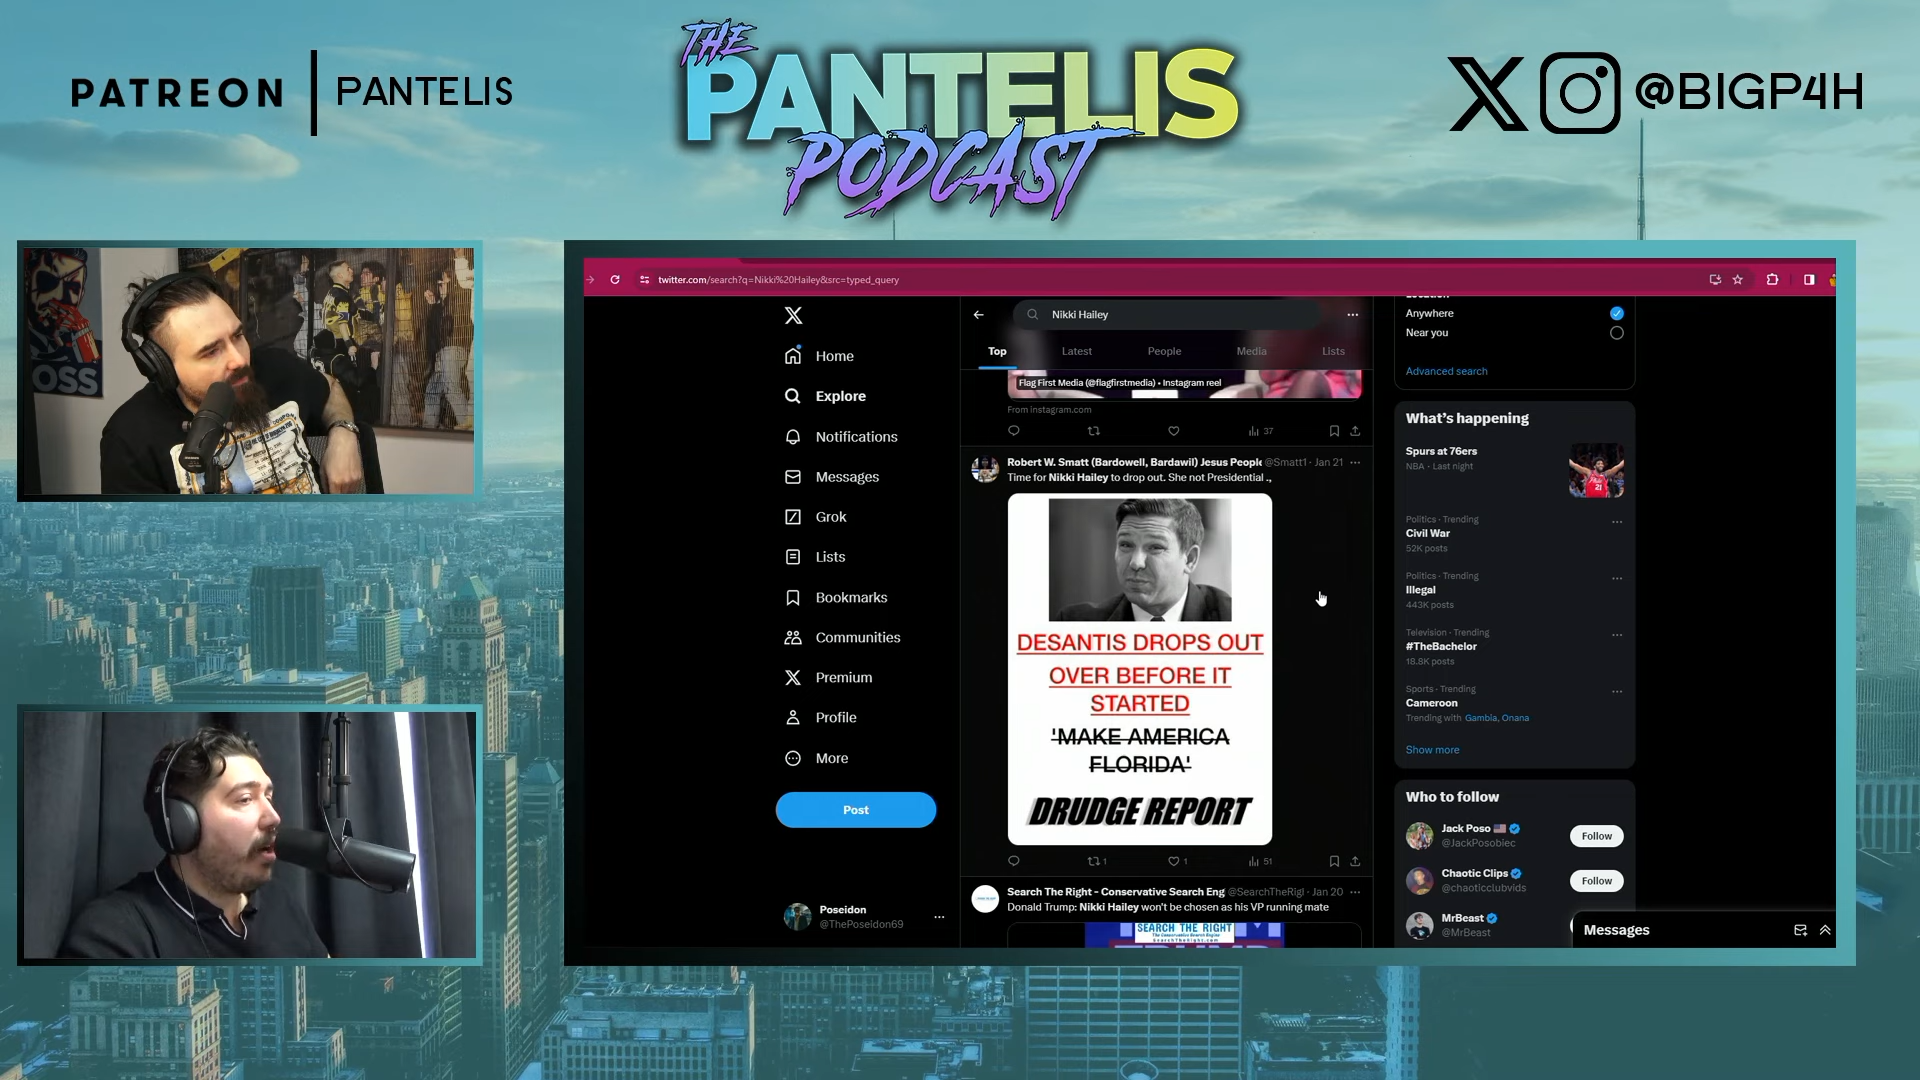 PATREON | PANTELIS
THE
PANTELIS
PODCAST
@BIGP4H
OSS
twitter.com/search?q=Nikki%20Hailey&src=typed_query
Home
Explore
Notifications
Messages
Grok
Lists
Bookmarks
Communities
Premium
Profile
More
Post
Poseidon
@ThePoseidon69
Nikki Hailey
Top Latest People Media Lists
Flag First Media (@flagfirstmedia) • Instagram reel
From instagram.com
37
Robert W. Smatt (Bardowell, Bardawil) Jesus People @Smatt1 · Jan 21
Time for Nikki Hailey to drop out. She not Presidential .,
DESANTIS DROPS OUT
OVER BEFORE IT
STARTED
'MAKE AMERICA
FLORIDA'
DRUDGE REPORT
1 1 51
Search The Right - Conservative Search Eng @SearchTheRigl · Jan 20
Donald Trump: Nikki Hailey won't be chosen as his VP running mate
SEARCH THE RIGHT
The Conservative Search Engine
SearchTheRight.com
Location
Anywhere
Near you
Advanced search
What's happening
Spurs at 76ers
NBA · Last night
Politics · Trending
Civil War
52K posts
Politics · Trending
Illegal
443K posts
Television · Trending
#TheBachelor
18.8K posts
Sports · Trending
Cameroon
Trending with Gambia, Onana
Show more
Who to follow
Jack Poso
@JackPosobiec
Follow
Chaotic Clips
@chaoticclubvids
Follow
MrBeast
@MrBeast
Messages